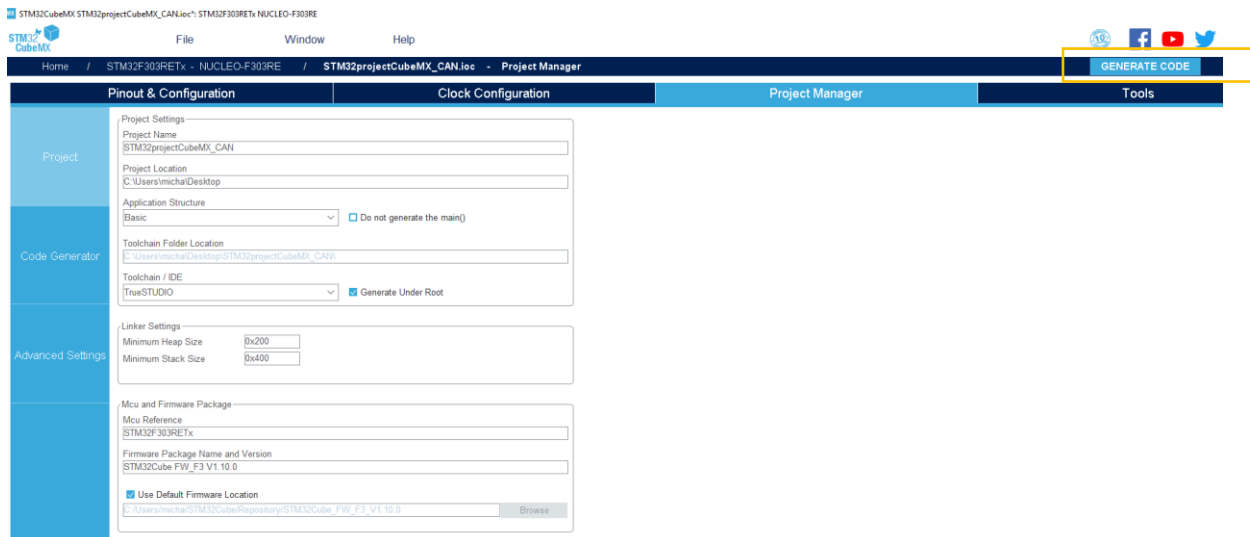 MX STM32CubeMX STM32projectCubeMX_CAN.ioc*: STM32F303RETx NUCLEO-F303RE
STM32
CubeMX
File Window Help
10
Home / STM32F303RETx - NUCLEO-F303RE / STM32projectCubeMX_CAN.ioc - Project Manager GENERATE CODE
Pinout & Configuration Clock Configuration Project Manager Tools
Project
Code Generator
Advanced Settings
Project Settings
Project Name
STM32projectCubeMX_CAN
Project Location
C:\Users\micha\Desktop
Application Structure
Basic Do not generate the main()
Toolchain Folder Location
C:\Users\micha\Desktop\STM32projectCubeMX_CAN\
Toolchain / IDE
TrueSTUDIO Generate Under Root
Linker Settings
Minimum Heap Size 0x200
Minimum Stack Size 0x400
Mcu and Firmware Package
Mcu Reference
STM32F303RETx
Firmware Package Name and Version
STM32Cube FW_F3 V1.10.0
Use Default Firmware Location
C:/Users/micha/STM32Cube/Repository/STM32Cube_FW_F3_V1.10.0 Browse